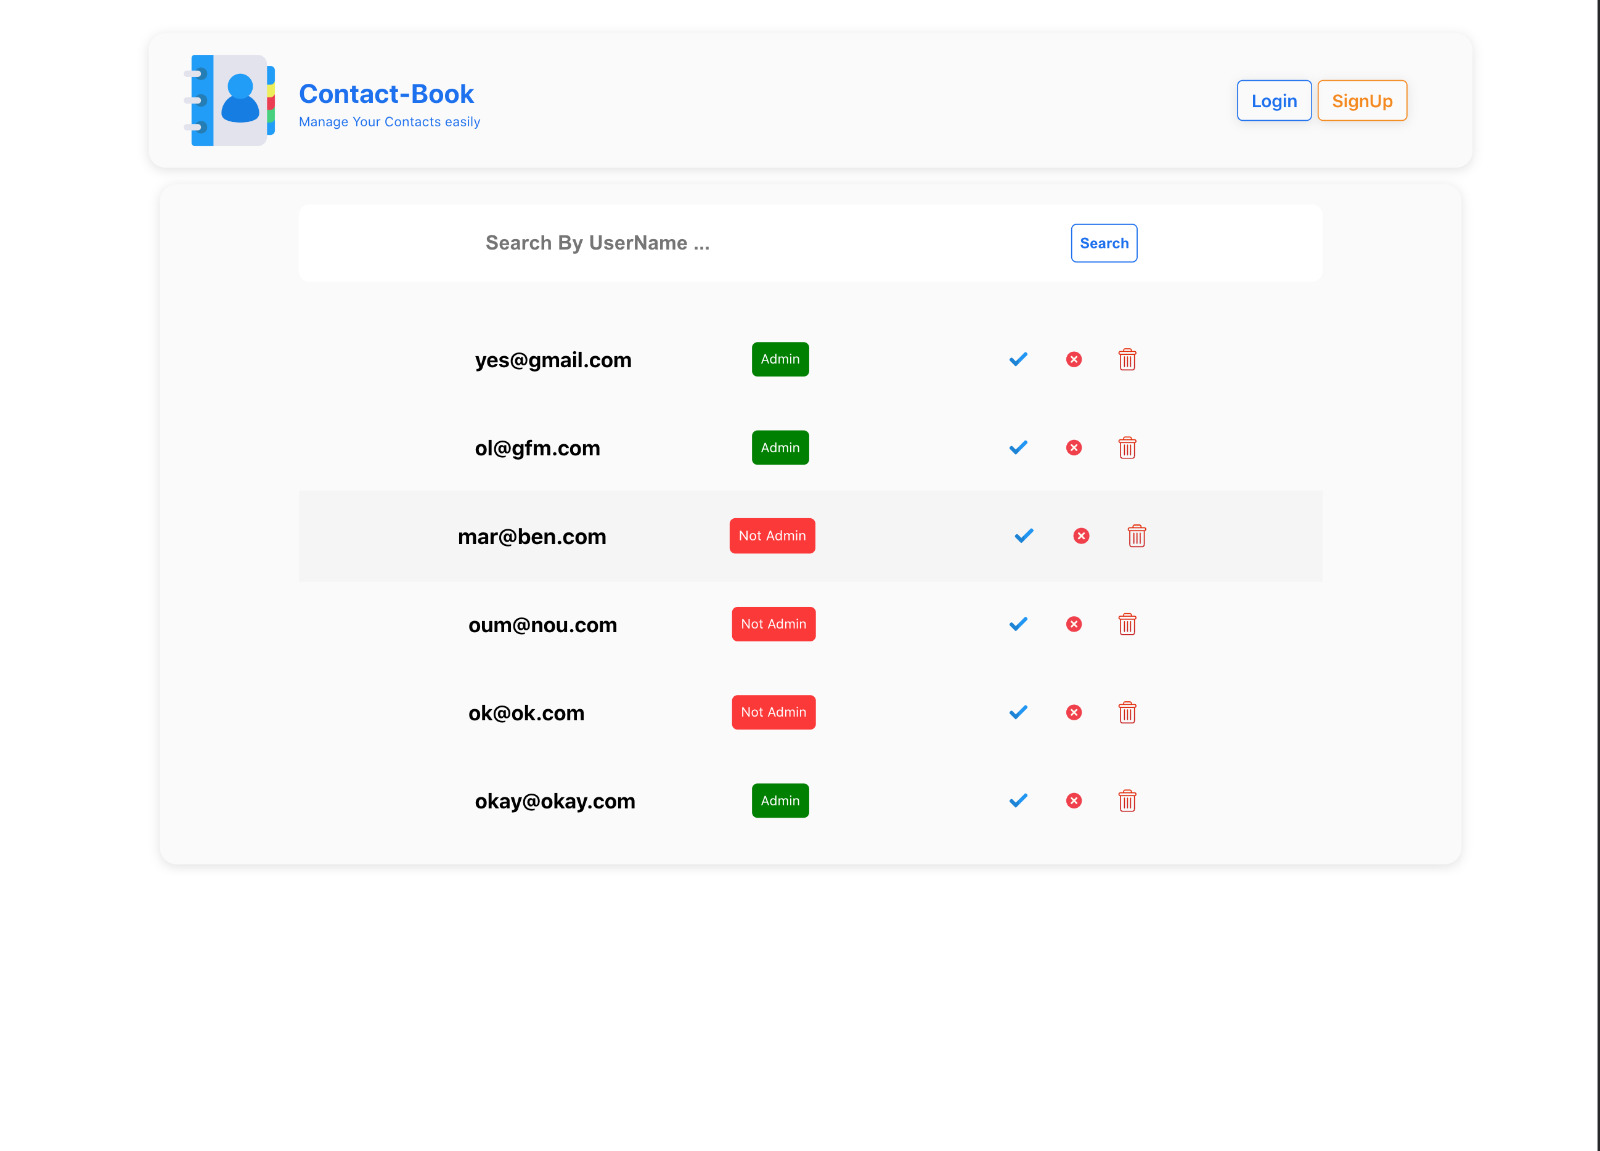 Contact-Book
Manage Your Contacts easily
Login SignUp
Search By UserName ... Search
yes@gmail.com Admin
ol@gfm.com Admin
mar@ben.com Not Admin
oum@nou.com Not Admin
ok@ok.com Not Admin
okay@okay.com Admin